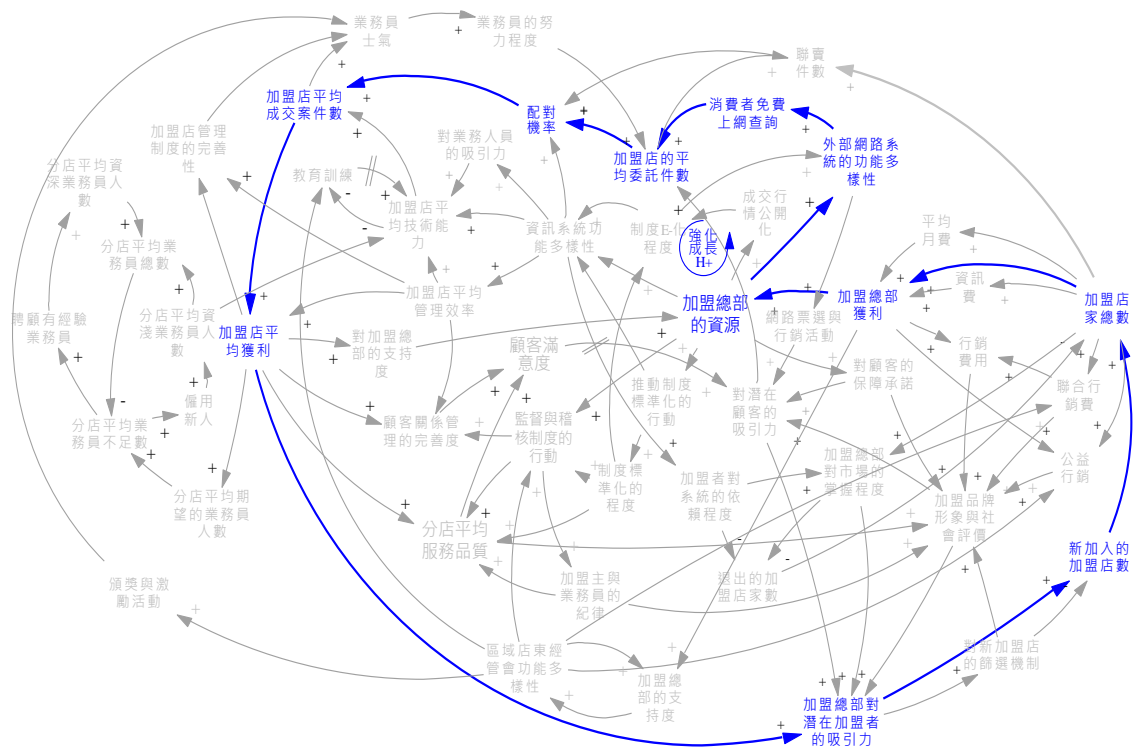 業務員
士氣
業務員的努
力程度
聯賣
件數
加盟店平均
成交案件數
配對
機率
消費者免費
上網查詢
外部網路系
統的功能多
樣性
加盟店的平
均委託件數
加盟店管理
制度的完善
性
對業務人員
的吸引力
分店平均資
深業務員人
數
教育訓練
加盟店平
均技術能
力
資訊系統功
能多樣性
制度E-化
程度
成交行
情公開
化
平均
月費
強化
成長
H+
分店平均業
務員總數
資訊
費
加盟店平均
管理效率
加盟總部
的資源
加盟總部
獲利
加盟店
家總數
聘顧有經驗
業務員
分店平均資
淺業務員人
數
加盟店平
均獲利
對加盟總
部的支持
度
網路票選與
行銷活動
顧客滿
意度
行銷
費用
推動制度
標準化的
行動
對潛在
顧客的
吸引力
對顧客的
保障承諾
聯合行
銷費
僱用
新人
分店平均業
務員不足數
顧客關係管
理的完善度
監督與稽
核制度的
行動
制度標
準化的
程度
加盟者對
系統的依
賴程度
加盟總部
對市場的
掌握程度
公益
行銷
分店平均期
望的業務員
人數
分店平均
服務品質
加盟品牌
形象與社
會評價
新加入的
加盟店數
頒獎與激
勵活動
加盟主與
業務員的
紀律
退出的加
盟店家數
區域店東經
管會功能多
樣性
加盟總
部的支
持度
對新加盟店
的篩選機制
加盟總部對
潛在加盟者
的吸引力